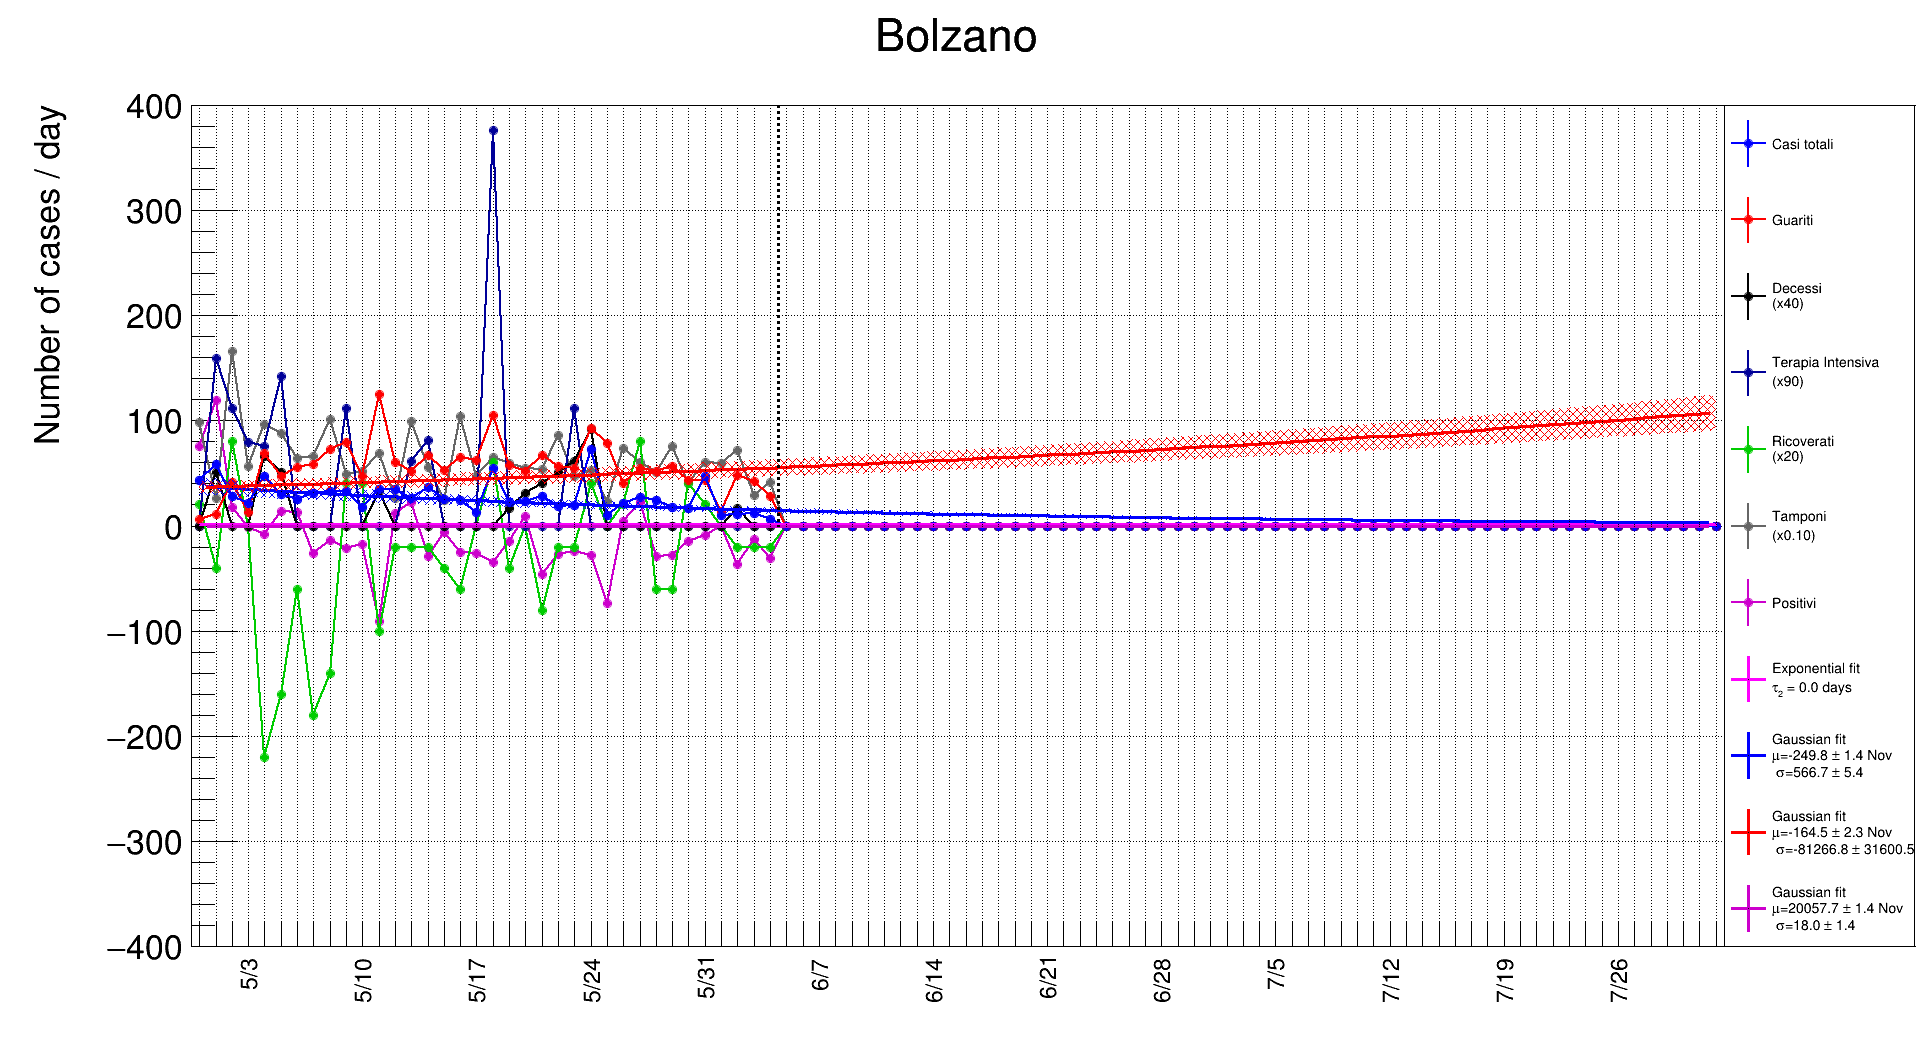 Bolzano
Number of cases / day
400
300
200
100
0
−100
−200
−300
−400
5/3
5/10
5/17
5/24
5/31
6/7
6/14
6/21
6/28
7/5
7/12
7/19
7/26
Casi totali
Guariti
Decessi
(x40)
Terapia Intensiva
(x90)
Ricoverati
(x20)
Tamponi
(x0.10)
Positivi
Exponential fit
τ2 = 0.0 days
Gaussian fit
μ=-249.8 ± 1.4 Nov
σ=566.7 ± 5.4
Gaussian fit
μ=-164.5 ± 2.3 Nov
σ=-81266.8 ± 31600.5
Gaussian fit
μ=20057.7 ± 1.4 Nov
σ=18.0 ± 1.4